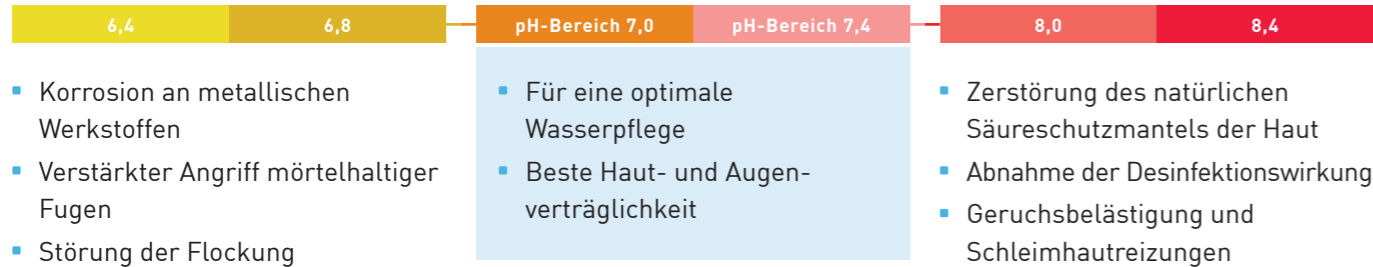 6,4
6,8
pH-Bereich 7,0
pH-Bereich 7,4
8,0
8,4
Korrosion an metallischen
Werkstoffen
Verstärkter Angriff mörtelhaltiger
Fugen
Störung der Flockung
Für eine optimale
Wasserpflege
Beste Haut- und Augen-
verträglichkeit
Zerstörung des natürlichen
Säureschutzmantels der Haut
Abnahme der Desinfektionswirkung
Geruchsbelästigung und
Schleimhautreizungen